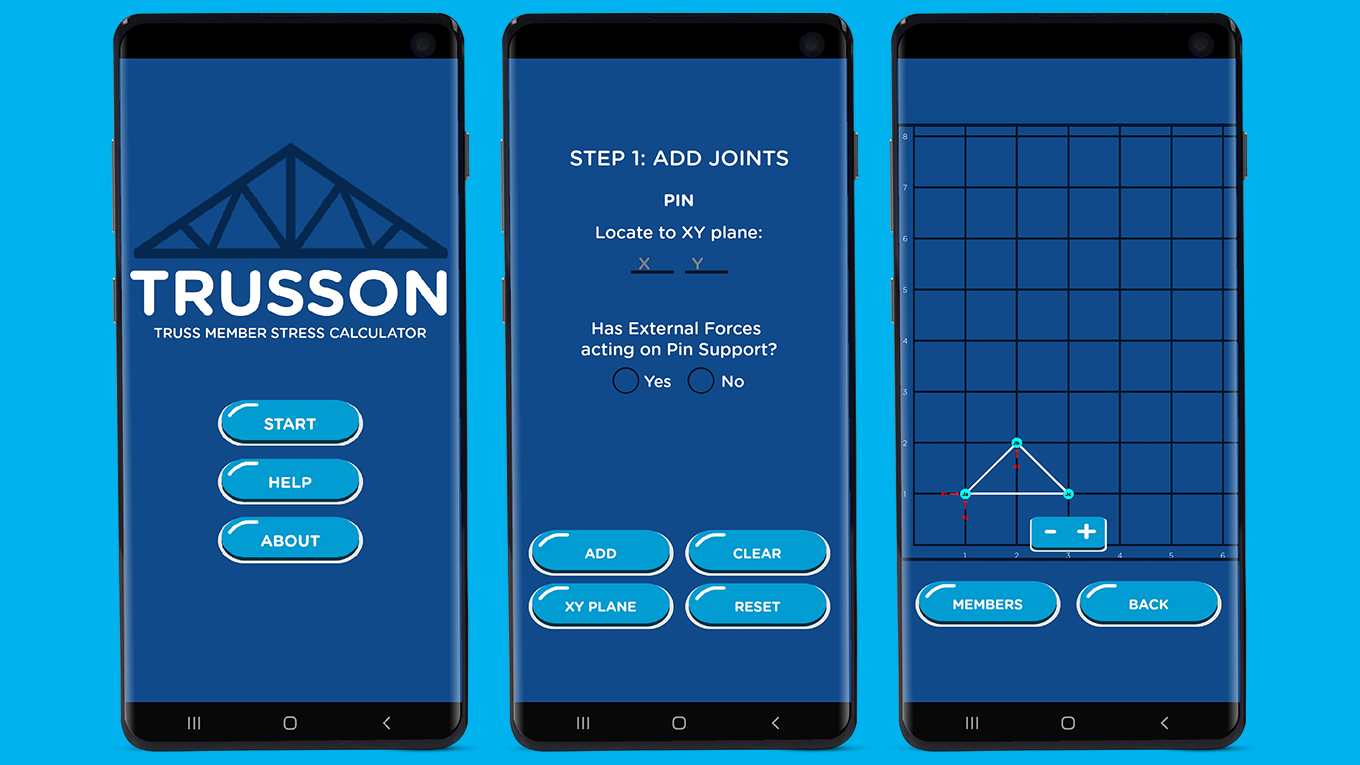 TRUSSON
TRUSS MEMBER STRESS CALCULATOR
START
HELP
ABOUT
STEP 1: ADD JOINTS
PIN
Locate to XY plane:
X Y
Has External Forces
acting on Pin Support?
Yes No
ADD CLEAR
XY PLANE RESET
8
7
6
5
4
3
2
1
- +
1 2 3 4 5 6
MEMBERS BACK